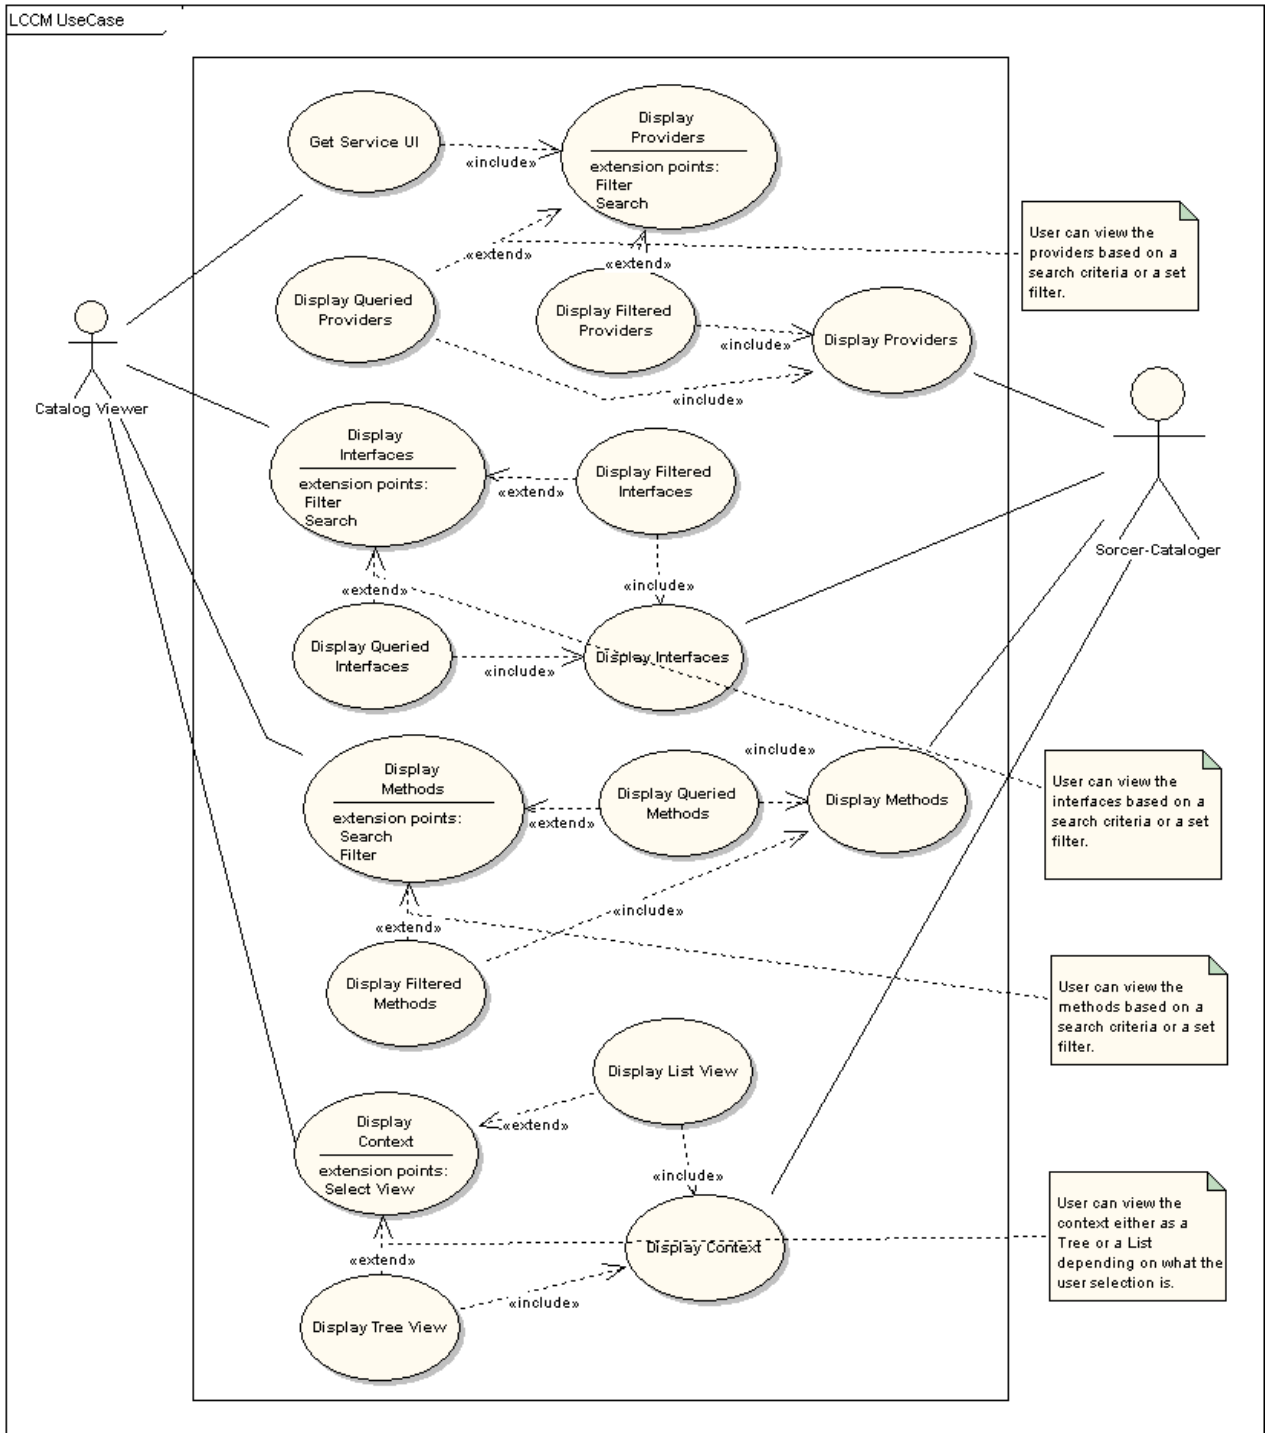 LCCM UseCase
Get Service UI
«include»
Display
Providers
extension points:
Filter
Search
«extend»
«extend»
User can view the
providers based on a
search criteria or a set
filter.
Display Queried
Providers
Display Filtered
Providers
«include»
Display Providers
«include»
Catalog Viewer
Display
Interfaces
extension points:
Filter
Search
«extend»
Display Filtered
Interfaces
Sorcer-Cataloger
«extend»
«include»
Display Queried
Interfaces
«include»
Display Interfaces
Display
Methods
extension points:
Search
Filter
«extend»
Display Queried
Methods
«include»
Display Methods
User can view the
interfaces based on a
search criteria or a set
filter.
«extend»
«include»
Display Filtered
Methods
User can view the
methods based on a
search criteria or a set
filter.
Display List View
Display
Context
extension points:
Select View
«extend»
«include»
User can view the
context either as a
Tree or a List
depending on what the
user selection is.
«extend»
Display Context
«include»
Display Tree View